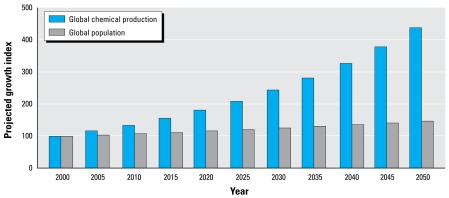 500
Global chemical production
Global population
400
300
200
100
0
Projected growth index
2000 2005 2010 2015 2020 2025 2030 2035 2040 2045 2050
Year